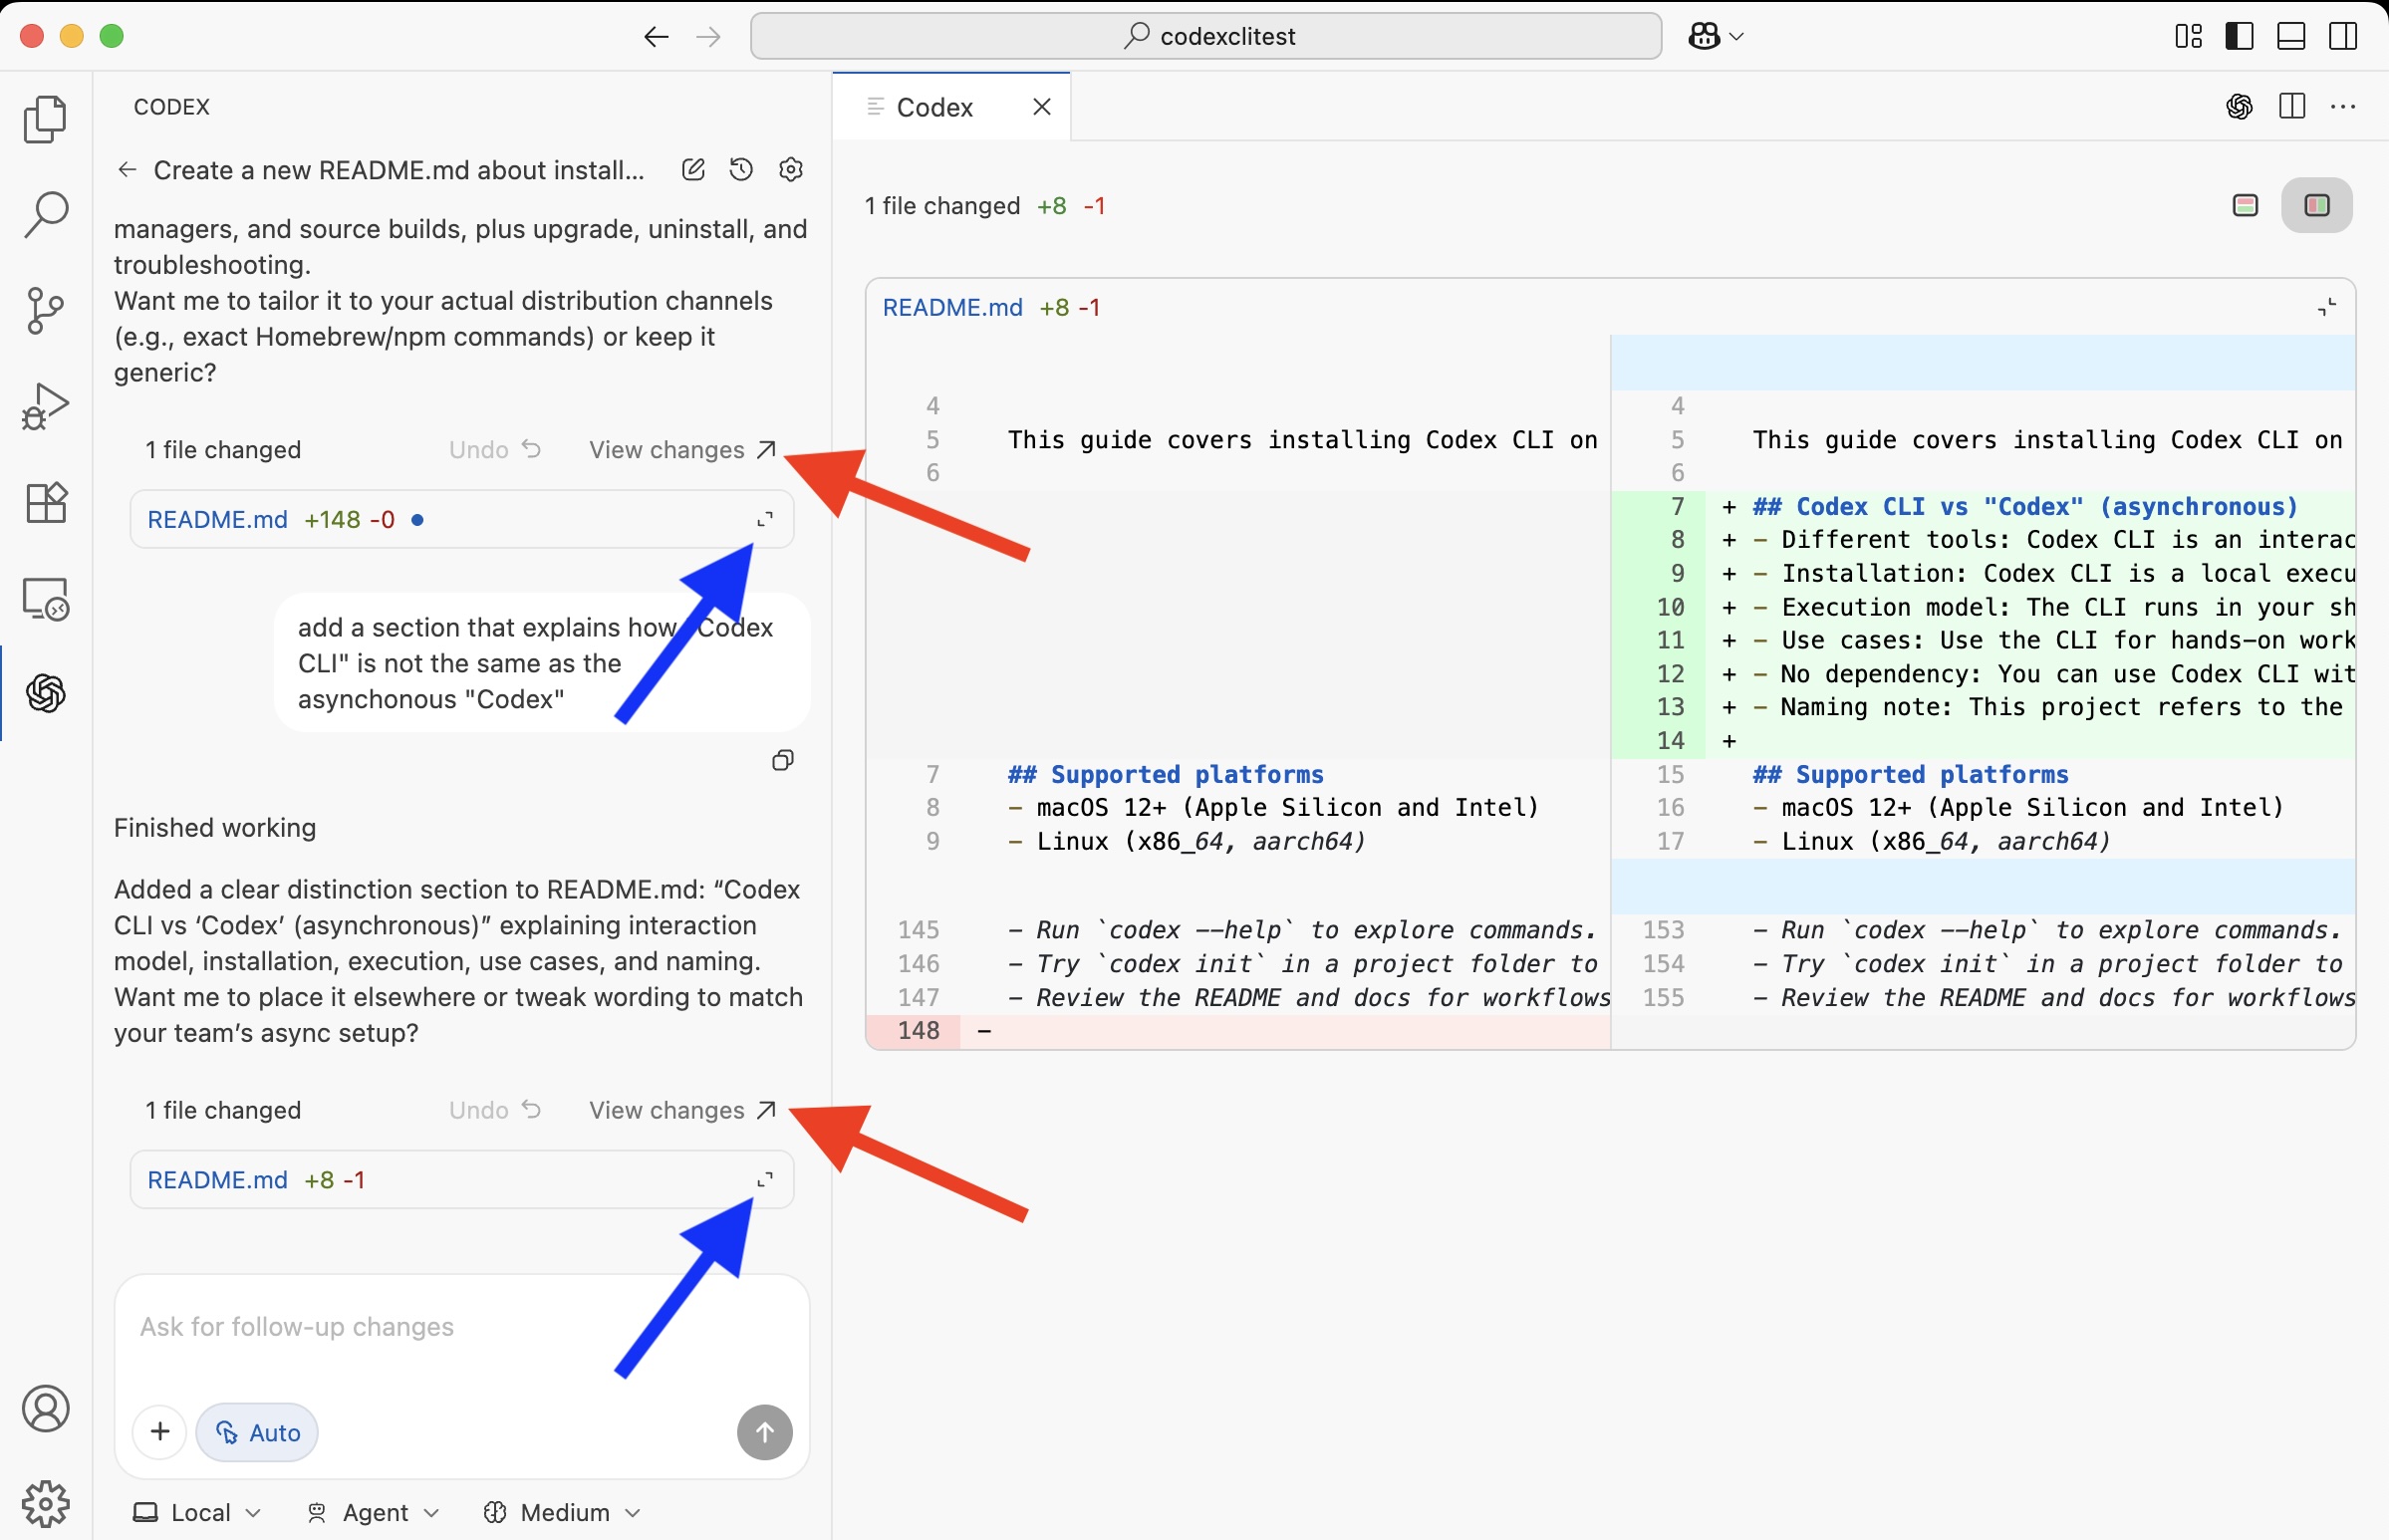 codexclitest
CODEX
Create a new README.md about install...
managers, and source builds, plus upgrade, uninstall, and
troubleshooting.
Want me to tailor it to your actual distribution channels
(e.g., exact Homebrew/npm commands) or keep it
generic?
1 file changed Undo View changes
README.md +148 -0
add a section that explains how Codex
CLI" is not the same as the
asynchonous "Codex"
Finished working
Added a clear distinction section to README.md: “Codex
CLI vs ‘Codex’ (asynchronous)” explaining interaction
model, installation, execution, use cases, and naming.
Want me to place it elsewhere or tweak wording to match
your team’s async setup?
1 file changed Undo View changes
README.md +8 -1
Ask for follow-up changes
Auto
Local Agent Medium
Codex
1 file changed +8 -1
README.md +8 -1
4
5 This guide covers installing Codex CLI on
6
7 ## Supported platforms
8 - macOS 12+ (Apple Silicon and Intel)
9 - Linux (x86_64, aarch64)
145 - Run `codex --help` to explore commands.
146 - Try `codex init` in a project folder to
147 - Review the README and docs for workflows
148 -
4
5 This guide covers installing Codex CLI on
6
7 + ## Codex CLI vs "Codex" (asynchronous)
8 + - Different tools: Codex CLI is an interac
9 + - Installation: Codex CLI is a local execu
10 + - Execution model: The CLI runs in your sh
11 + - Use cases: Use the CLI for hands-on work
12 + - No dependency: You can use Codex CLI wit
13 + - Naming note: This project refers to the
14 +
15 ## Supported platforms
16 - macOS 12+ (Apple Silicon and Intel)
17 - Linux (x86_64, aarch64)
153 - Run `codex --help` to explore commands.
154 - Try `codex init` in a project folder to
155 - Review the README and docs for workflows